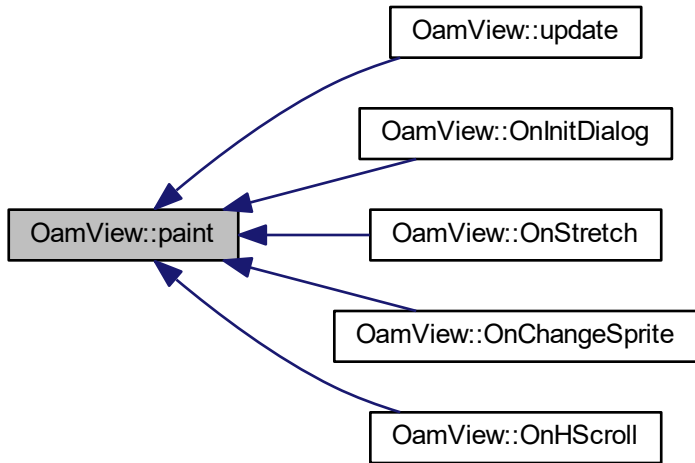 OamView::update
OamView::OnInitDialog
OamView::paint
OamView::OnStretch
OamView::OnChangeSprite
OamView::OnHScroll